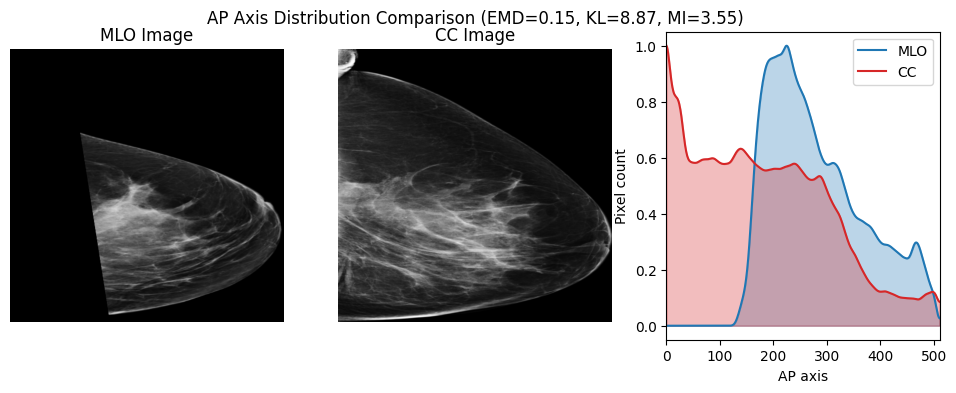 AP Axis Distribution Comparison (EMD=0.15, KL=8.87, MI=3.55)
MLO Image
CC Image
MLO
CC
Pixel count
1.0
0.8
0.6
0.4
0.2
0.0
0 100 200 300 400 500
AP axis